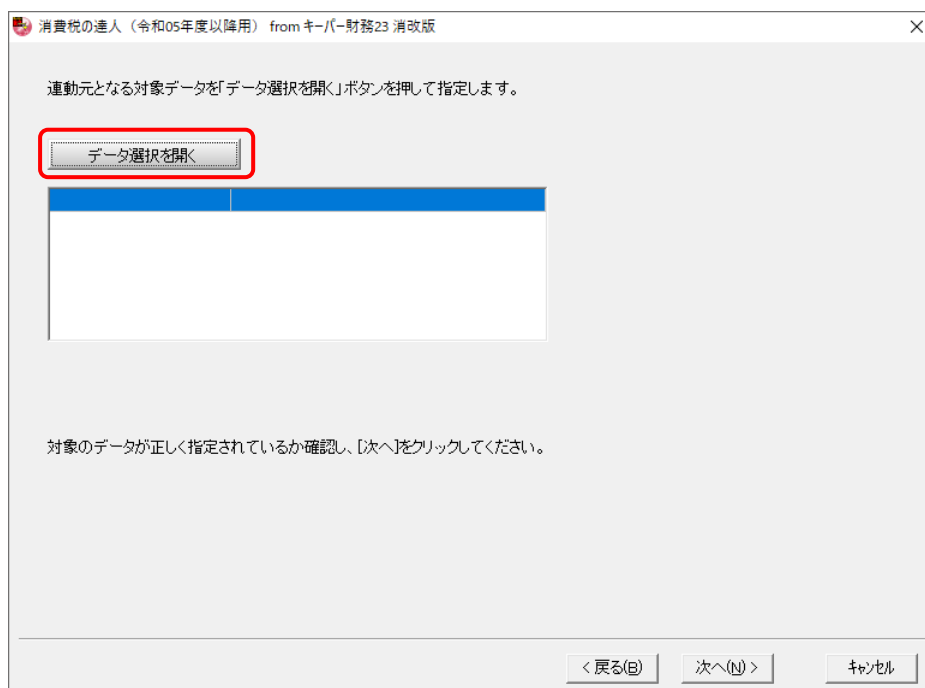 消費税の達人（令和05年度以降用） from キーパー財務23 消改版
連動元となる対象データを「データ選択を開く」ボタンを押して指定します。
データ選択を開く
対象のデータが正しく指定されているか確認し、[次へ]をクリックしてください。
< 戻る(B)
次へ(N) >
キャンセル